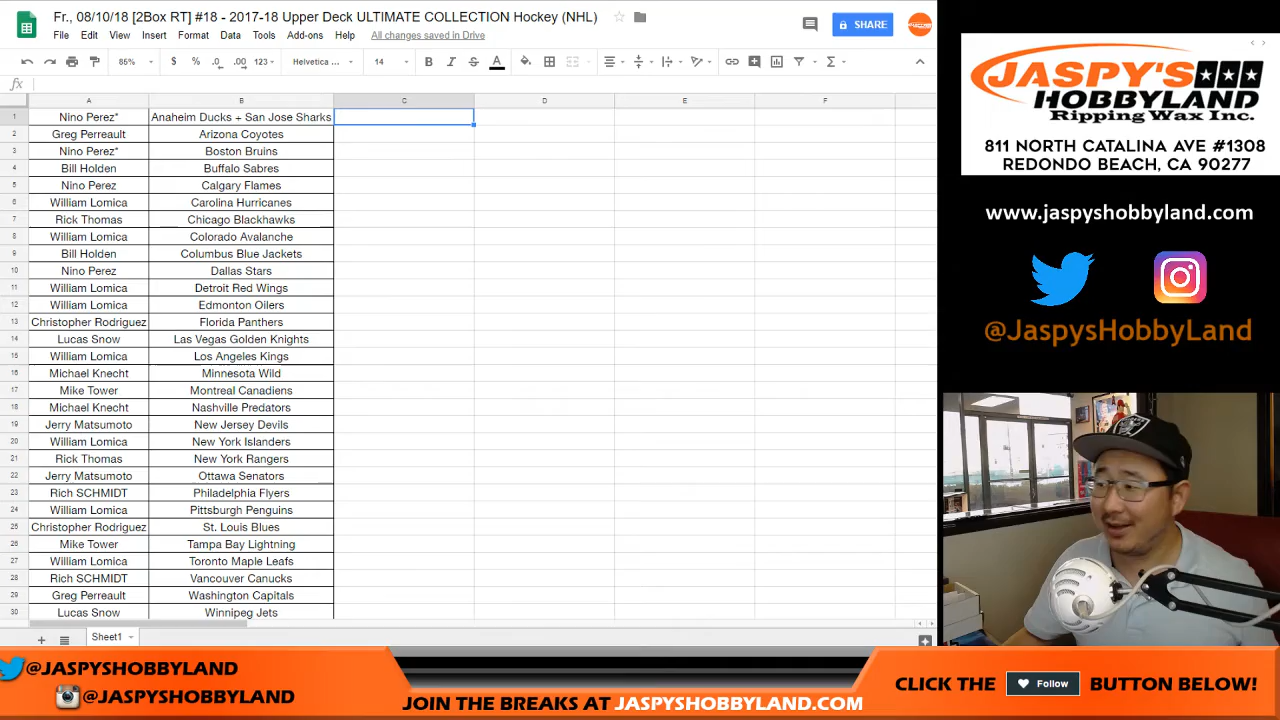 Fr., 08/10/18 [2Box RT] #18 - 2017-18 Upper Deck ULTIMATE COLLECTION Hockey (NHL)
File Edit View Insert Format Data Tools Add-ons Help All changes saved in Drive
SHARE
85% $ % .0 .00 123 Helvetica ... 14 B I S A
fx
A B C D E F
1 Nino Perez* Anaheim Ducks + San Jose Sharks
2 Greg Perreault Arizona Coyotes
3 Nino Perez* Boston Bruins
4 Bill Holden Buffalo Sabres
5 Nino Perez Calgary Flames
6 William Lomica Carolina Hurricanes
7 Rick Thomas Chicago Blackhawks
8 William Lomica Colorado Avalanche
9 Bill Holden Columbus Blue Jackets
10 Nino Perez Dallas Stars
11 William Lomica Detroit Red Wings
12 William Lomica Edmonton Oilers
13 Christopher Rodriguez Florida Panthers
14 Lucas Snow Las Vegas Golden Knights
15 William Lomica Los Angeles Kings
16 Michael Knecht Minnesota Wild
17 Mike Tower Montreal Canadiens
18 Michael Knecht Nashville Predators
19 Jerry Matsumoto New Jersey Devils
20 William Lomica New York Islanders
21 Rick Thomas New York Rangers
22 Jerry Matsumoto Ottawa Senators
23 Rich SCHMIDT Philadelphia Flyers
24 William Lomica Pittsburgh Penguins
25 Christopher Rodriguez St. Louis Blues
26 Mike Tower Tampa Bay Lightning
27 William Lomica Toronto Maple Leafs
28 Rich SCHMIDT Vancouver Canucks
29 Greg Perreault Washington Capitals
30 Lucas Snow Winnipeg Jets
Sheet1
JASPY'S
HOBBYLAND
Ripping Wax Inc.
811 NORTH CATALINA AVE #1308
REDONDO BEACH, CA 90277
www.jaspyshobbyland.com
@JaspysHobbyLand
@JASPYSHOBBYLAND
@JASPYSHOBBYLAND
JOIN THE BREAKS AT JASPYSHOBBYLAND.COM
CLICK THE Follow BUTTON BELOW!